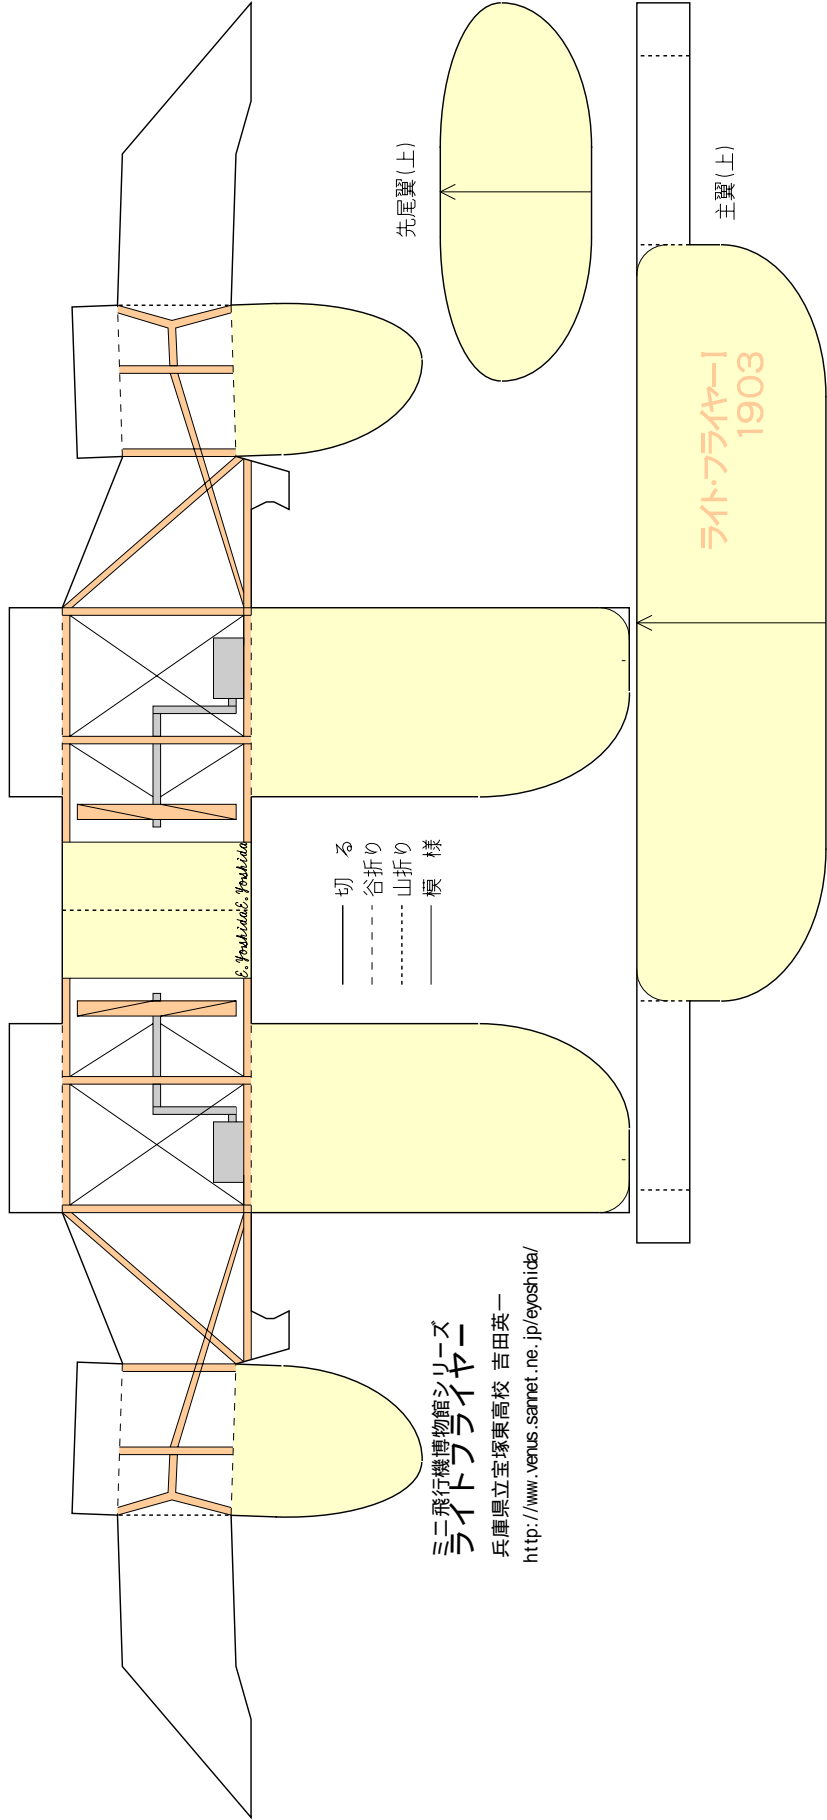 先尾翼(上)
主翼(上)
ライト・フライヤーI
1903
切 る
谷折り
山折り
模 様
E. Yoshida
E. Yoshida
ミニ飛行機博物館シリーズ
ライトフライヤー
兵庫県立宝塚東高校 吉田英一
http://www.venus.sannet.ne.jp/eyoshida/